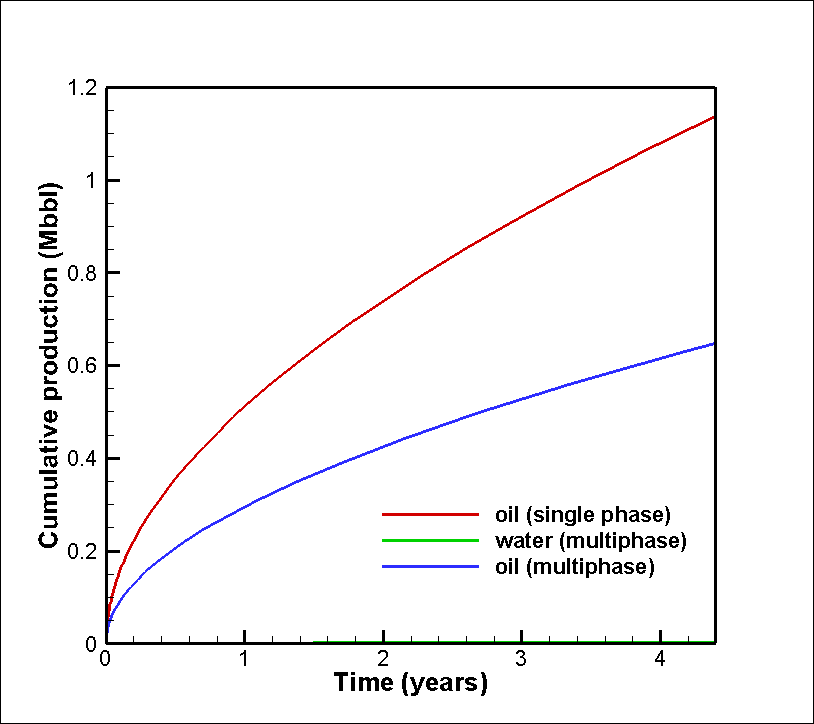 1.2
1
0.8
0.6
0.4
0.2
0
Cumulative production (Mbbl)
oil (single phase)
water (multiphase)
oil (multiphase)
0 1 2 3 4
Time (years)